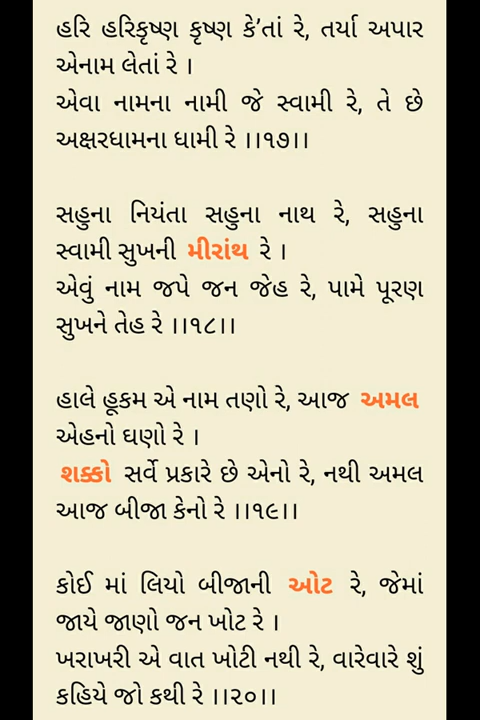 હરિ હરિકૃષ્ણ કૃષ્ણ કે’તાં રે, તર્યા અપાર
એનામ લેતાં રે ।
એવા નામના નામી જે સ્વામી રે, તે છે
અક્ષરધામના ધામી રે ।।૧૭।।
સહુના નિયંતા સહુના નાથ રે, સહુના
સ્વામી સુખની મીરાંથ રે ।
એવું નામ જપે જન જેહ રે, પામે પૂરણ
સુખને તેહ રે ।।૧૮।।
હાલે હૂકમ એ નામ તણો રે, આજ અમલ
એહનો ઘણો રે ।
શક્કો સર્વે પ્રકારે છે એનો રે, નથી અમલ
આજ બીજા કેનો રે ।।૧૯।।
કોઈ માં લિયો બીજાની ઓટ રે, જેમાં
જાયે જાણો જન ખોટ રે ।
ખરાખરી એ વાત ખોટી નથી રે, વારેવારે શું
કહિયે જો કથી રે ।।૨૦।।